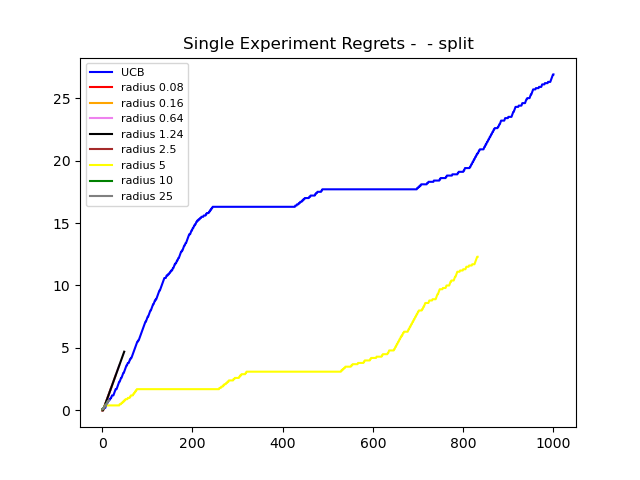 Single Experiment Regrets -  - split
UCB
radius 0.08
radius 0.16
radius 0.64
radius 1.24
radius 2.5
radius 5
radius 10
radius 25
25
20
15
10
5
0
0 200 400 600 800 1000